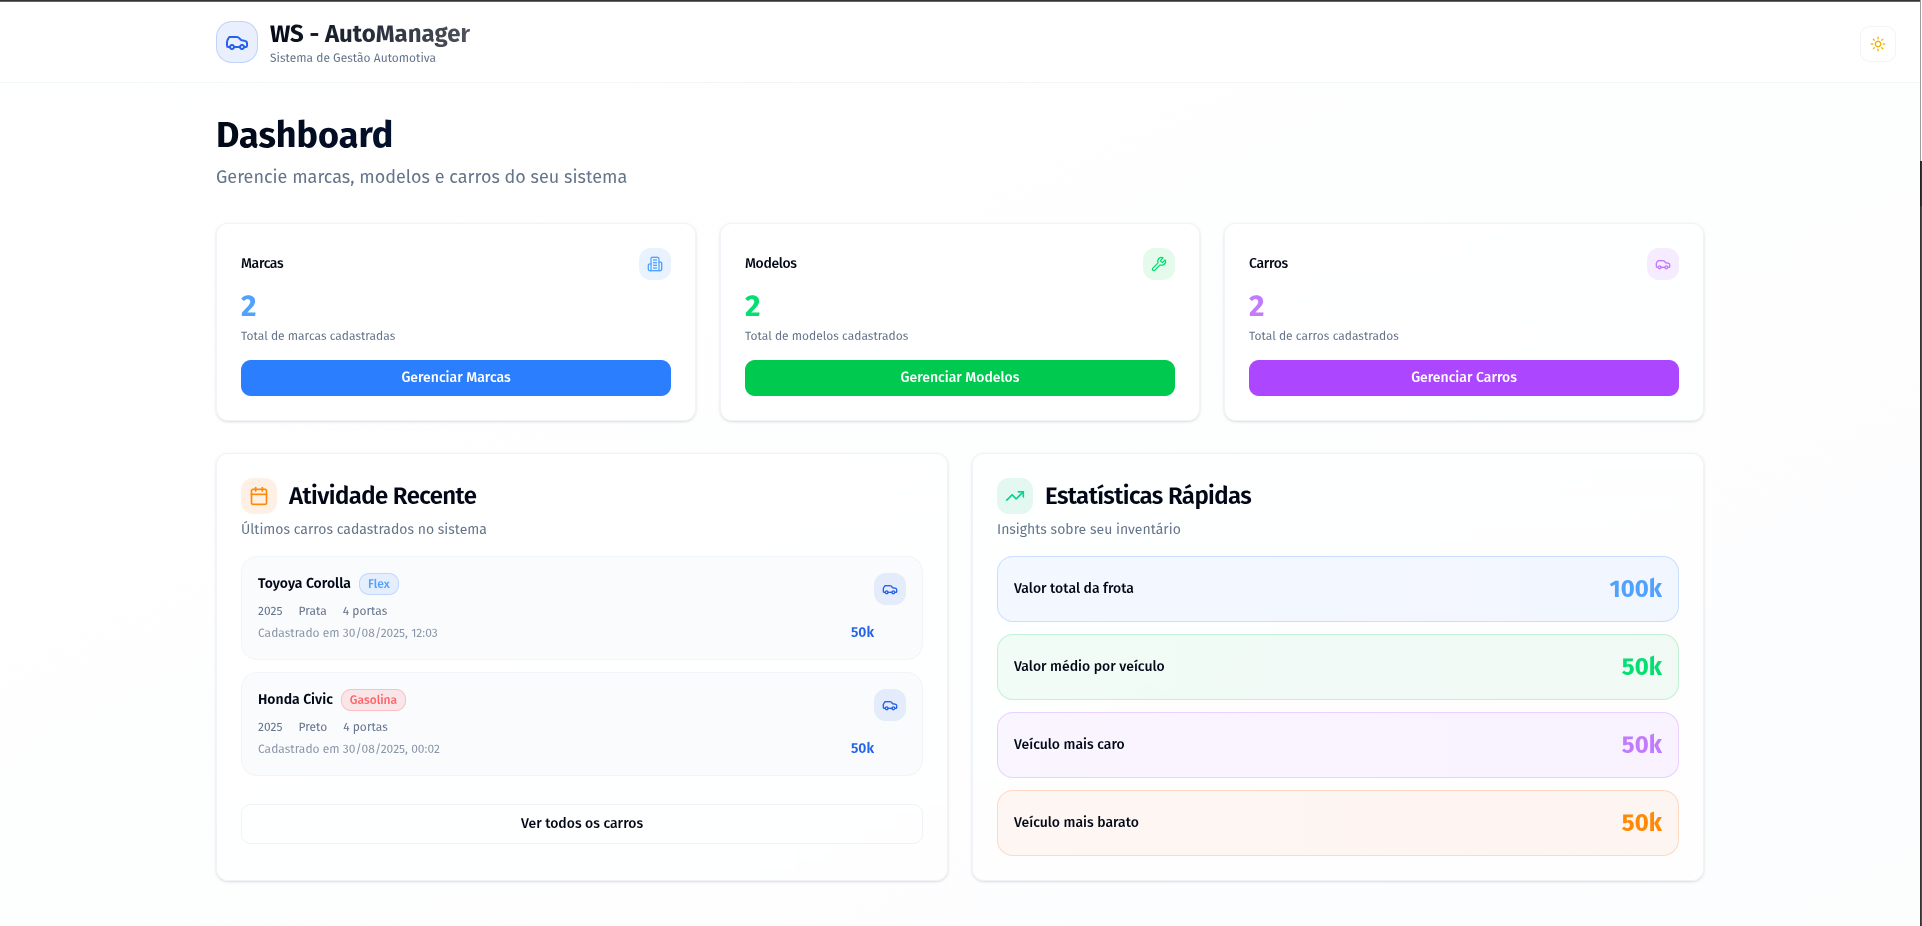 WS - AutoManager
Sistema de Gestão Automotiva
Dashboard
Gerencie marcas, modelos e carros do seu sistema
Marcas
2
Total de marcas cadastradas
Gerenciar Marcas
Modelos
2
Total de modelos cadastrados
Gerenciar Modelos
Carros
2
Total de carros cadastrados
Gerenciar Carros
Atividade Recente
Últimos carros cadastrados no sistema
Toyoya Corolla Flex
2025 Prata 4 portas
Cadastrado em 30/08/2025, 12:03 50k
Honda Civic Gasolina
2025 Preto 4 portas
Cadastrado em 30/08/2025, 00:02 50k
Ver todos os carros
Estatísticas Rápidas
Insights sobre seu inventário
Valor total da frota 100k
Valor médio por veículo 50k
Veículo mais caro 50k
Veículo mais barato 50k